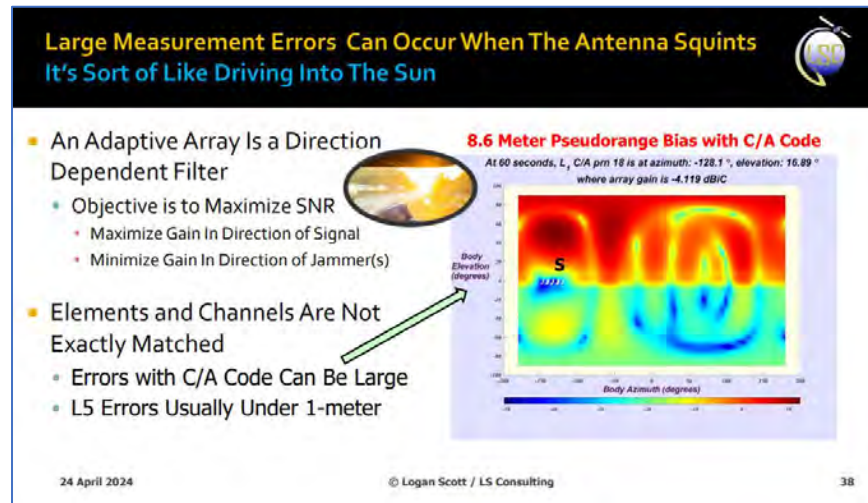 Large Measurement Errors Can Occur When The Antenna Squints
It's Sort of Like Driving Into The Sun
LSC
An Adaptive Array Is a Direction
Dependent Filter
Objective is to Maximize SNR
Maximize Gain In Direction of Signal
Minimize Gain In Direction of Jammer(s)
Elements and Channels Are Not
Exactly Matched
Errors with C/A Code Can Be Large
L5 Errors Usually Under 1-meter
8.6 Meter Pseudorange Bias with C/A Code
At 60 seconds, L1 C/A prn 18 is at azimuth: -128.1 °, elevation: 16.89 °
where array gain is -4.119 dBiC
Body
Elevation
(degrees)
S
Body Azimuth (degrees)
24 April 2024
© Logan Scott / LS Consulting
38